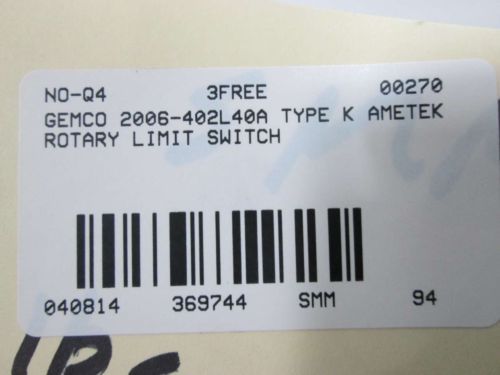 NO-Q4 3FREE 00270
GEMCO 2006-402L40A TYPE K AMETEK
ROTARY LIMIT SWITCH
040814 369744 SMM 94